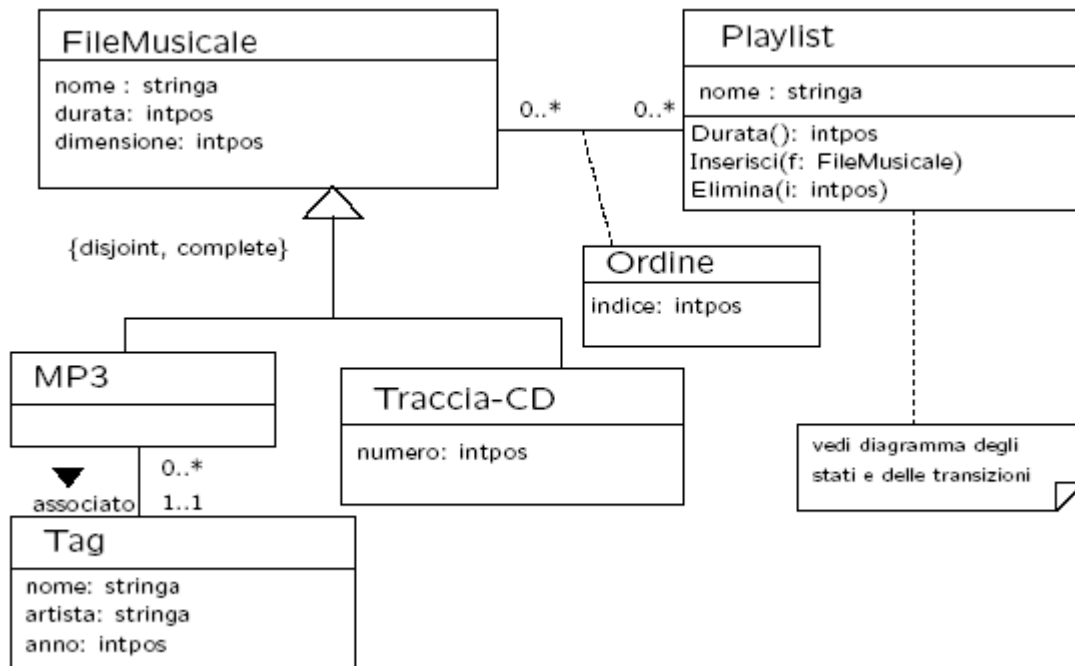 FileMusicale
nome : stringa
durata: intpos
dimensione: intpos
0..*
0..*
Playlist
nome : stringa
Durata(): intpos
Inserisci(f: FileMusicale)
Elimina(i: intpos)
{disjoint, complete}
Ordine
indice: intpos
MP3
Traccia-CD
numero: intpos
vedi diagramma degli
stati e delle transizioni
0..*
associato
1..1
Tag
nome: stringa
artista: stringa
anno: intpos